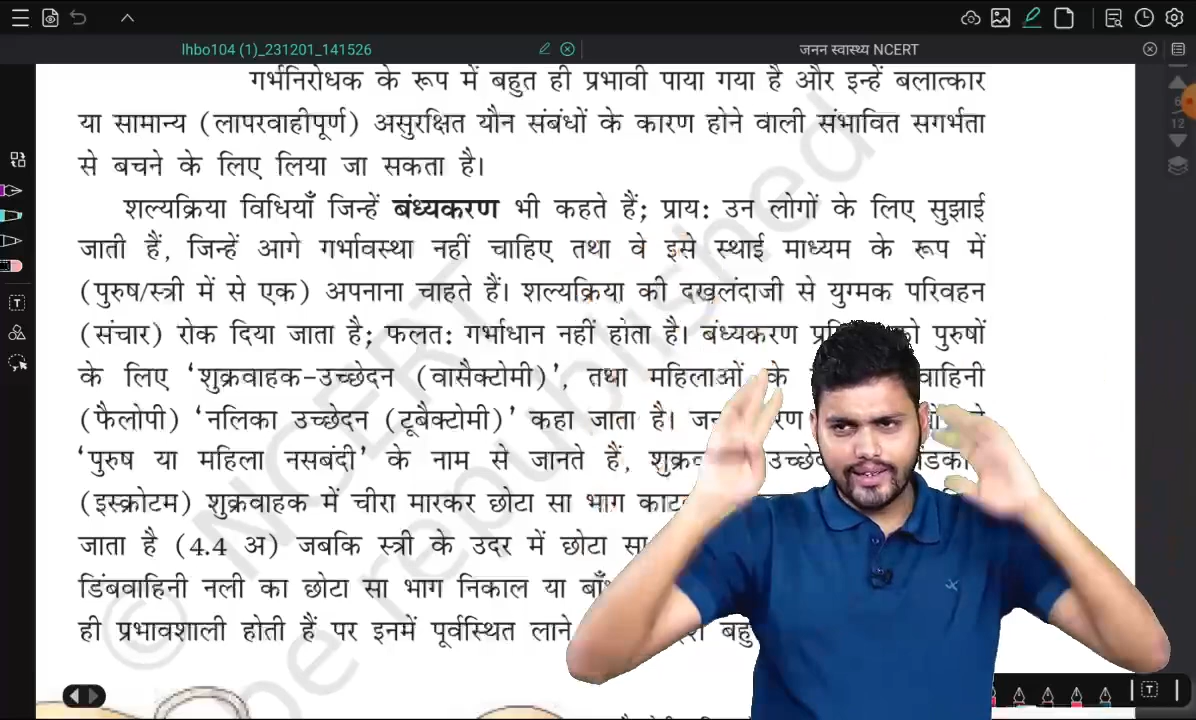 lhbo104 (1)_231201_141526
जनन स्वास्थ्य NCERT
गर्भनिरोधक के रूप में बहुत ही प्रभावी पाया गया है और इन्हें बलात्कार
या सामान्य (लापरवाहीपूर्ण) असुरक्षित यौन संबंधों के कारण होने वाली संभावित सगर्भता
से बचने के लिए लिया जा सकता है।
शल्यक्रिया विधियाँ जिन्हें बंध्यकरण भी कहते हैं; प्राय: उन लोगों के लिए सुझाई
जाती हैं, जिन्हें आगे गर्भावस्था नहीं चाहिए तथा वे इसे स्थाई माध्यम के रूप में
(पुरुष/स्त्री में से एक) अपनाना चाहते हैं। शल्यक्रिया की दखलंदाजी से युग्मक परिवहन
(संचार) रोक दिया जाता है; फलत: गर्भाधान नहीं होता है। बंध्यकरण को पुरुषों
के लिए ‘शुक्रवाहक-उच्छेदन (वासैक्टोमी)’, तथा महिलाओं के वाहिनी
(फैलोपी) ‘नलिका उच्छेदन (टूबैक्टोमी)’ कहा जाता है।
‘पुरुष या महिला नसबंदी’ के नाम से जानते हैं,
(इस्क्रोटम) शुक्रवाहक में चीरा मारकर छोटा सा भाग
जाता है (4.4 अ) जबकि स्त्री के उदर में छोटा सा
डिंबवाहिनी नली का छोटा सा भाग निकाल या
ही प्रभावशाली होती हैं पर इनमें पूर्वस्थित लाने
NCERT
be republished
12